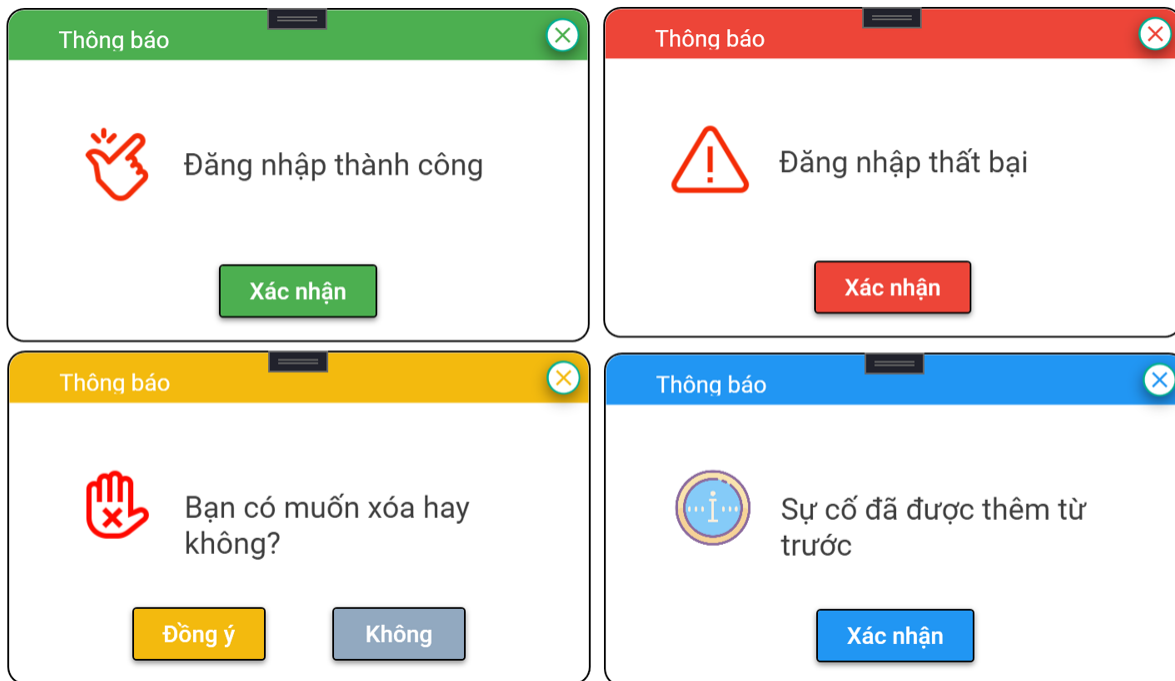 Thông báo
Đăng nhập thành công
Xác nhận
Thông báo
Đăng nhập thất bại
Xác nhận
Thông báo
Bạn có muốn xóa hay
không?
Đồng ý
Không
Thông báo
Sự cố đã được thêm từ
trước
Xác nhận